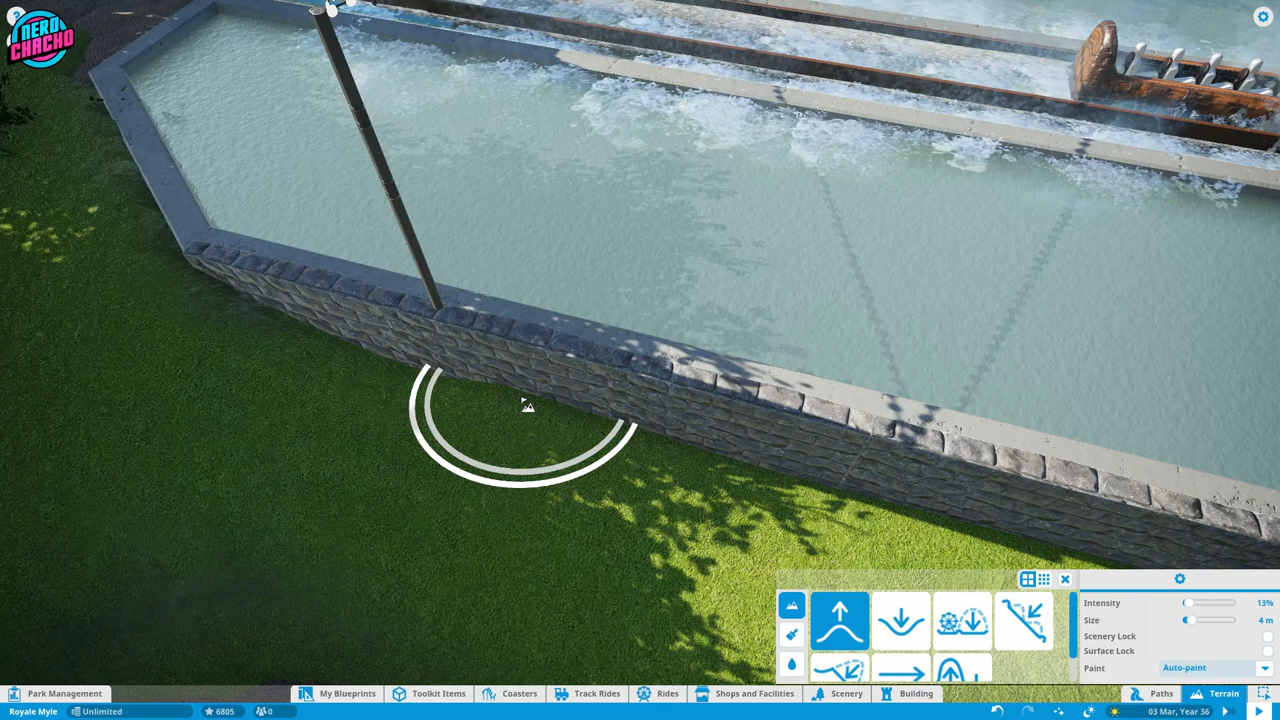 ?
NERD
CHACHO
Intensity
13%
Size
4 m
Scenery Lock
Surface Lock
Paint
Auto-paint
Park Management
My Blueprints
Toolkit Items
Coasters
Track Rides
Rides
Shops and Facilities
Scenery
Building
Paths
Terrain
Royale Myle
Unlimited
6805
0
03 Mar, Year 36